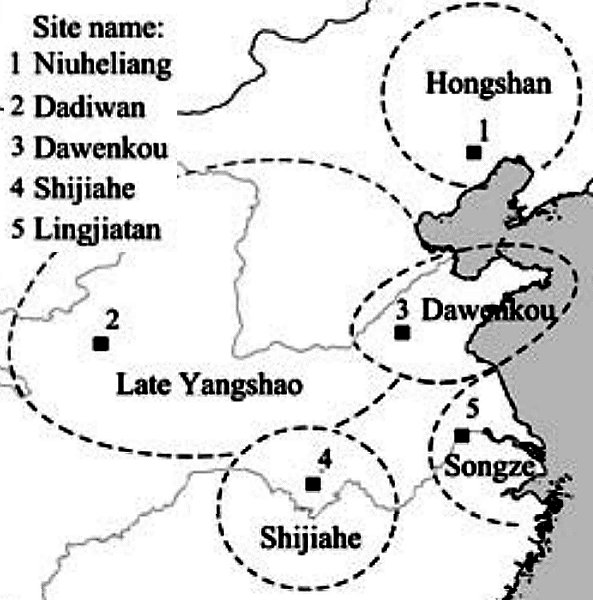 Site name:
1 Niuheliang
2 Dadiwan
3 Dawenkou
4 Shijiahe
5 Lingjiatan
Hongshan
1
3 Dawenkou
2
Late Yangshao
5
Songze
4
Shijiahe